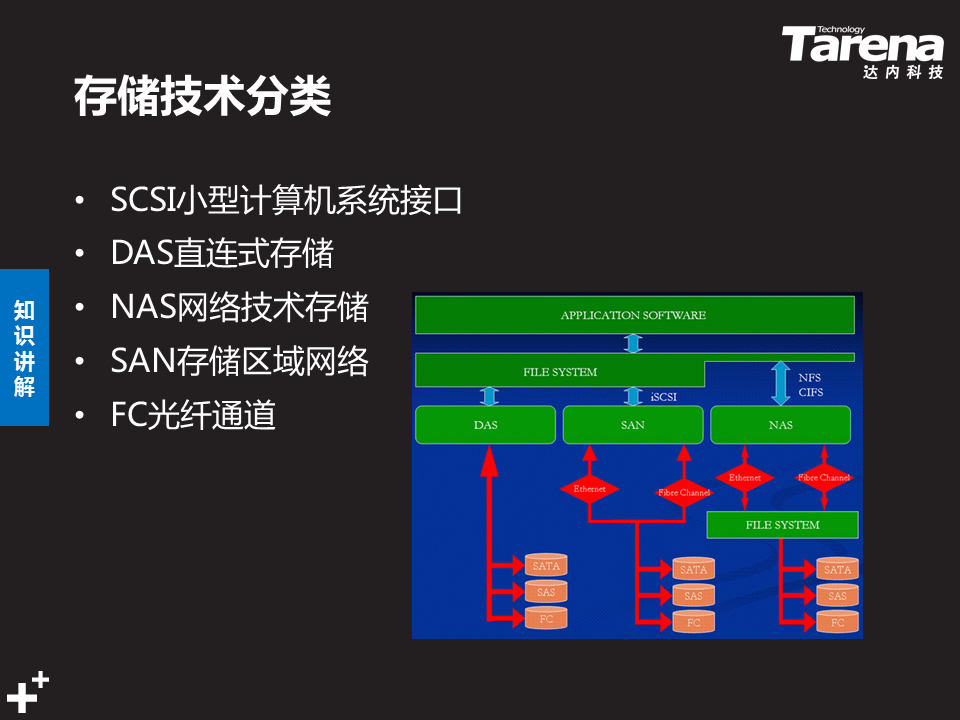 Technology
Tarena
达内科技
存储技术分类
• SCSI小型计算机系统接口
• DAS直连式存储
• NAS网络技术存储
• SAN存储区域网络
• FC光纤通道
知识讲解
APPLICATION SOFTWARE
FILE SYSTEM
NFS
CIFS
iSCSI
DAS
SAN
NAS
Ethernet
Fibre Channel
Ethernet
Fibre Channel
FILE SYSTEM
SATA
SAS
FC
SATA
SAS
FC
SATA
SAS
FC